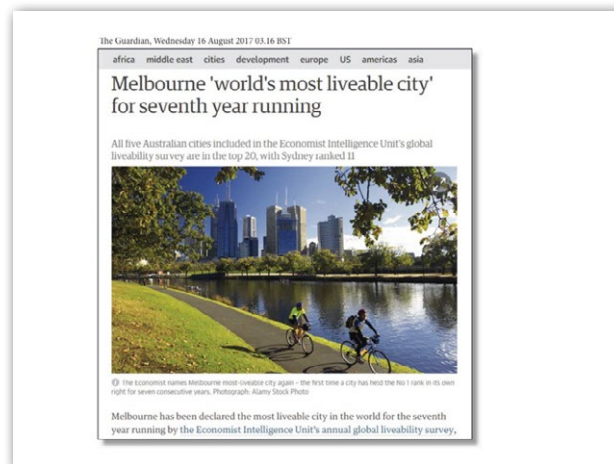 The Guardian, Wednesday 16 August 2017 03.16 BST
africa middle east cities development europe US americas asia
Melbourne 'world's most liveable city'
for seventh year running
All five Australian cities included in the Economist Intelligence Unit's global
liveability survey are in the top 20, with Sydney ranked 11
The Economist names Melbourne most-liveable city again - the first time a city has held the No 1 rank in its own
right for seven consecutive years. Photograph: Alamy Stock Photo
Melbourne has been declared the most liveable city in the world for the seventh
year running by the Economist Intelligence Unit's annual global liveability survey,